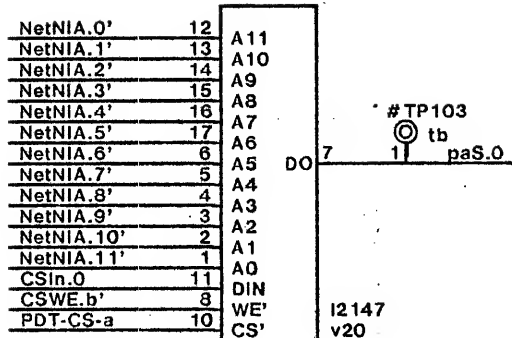 NetNIA.0' 12 A11
NetNIA.1' 13 A10
NetNIA.2' 14 A9
NetNIA.3' 15 A8
NetNIA.4' 16 A7
NetNIA.5' 17 A6
NetNIA.6' 6 A5 DO 7 1 paS.0
NetNIA.7' 5 A4
NetNIA.8' 4 A3
NetNIA.9' 3 A2
NetNIA.10' 2 A1
NetNIA.11' 1 A0
CSIn.0 11 DIN
CSWE.b' 8 WE' I2147
PDT-CS-a 10 CS' v20
#TP103
tb